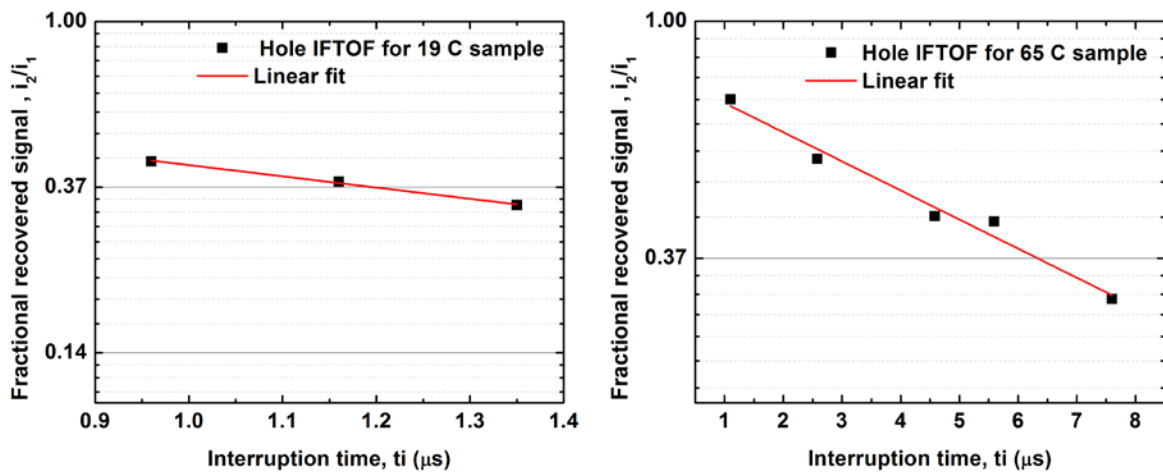 1.00
Hole IFTOF for 19 C sample
Linear fit
0.37
0.14
Fractional recovered signal , i₂/i₁
0.9 1.0 1.1 1.2 1.3 1.4
Interruption time, ti (μs)
1.00
Hole IFTOF for 65 C sample
Linear fit
0.37
Fractional recovered signal , i₂/i₁
1 2 3 4 5 6 7 8
Interruption time, ti (μs)